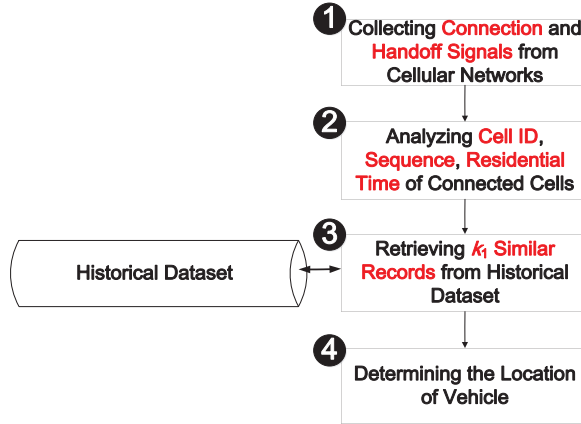 1
Collecting Connection and
Handoff Signals from
Cellular Networks
2
Analyzing Cell ID,
Sequence, Residential
Time of Connected Cells
3
Retrieving k₁ Similar
Records from Historical
Dataset
Historical Dataset
4
Determining the Location
of Vehicle